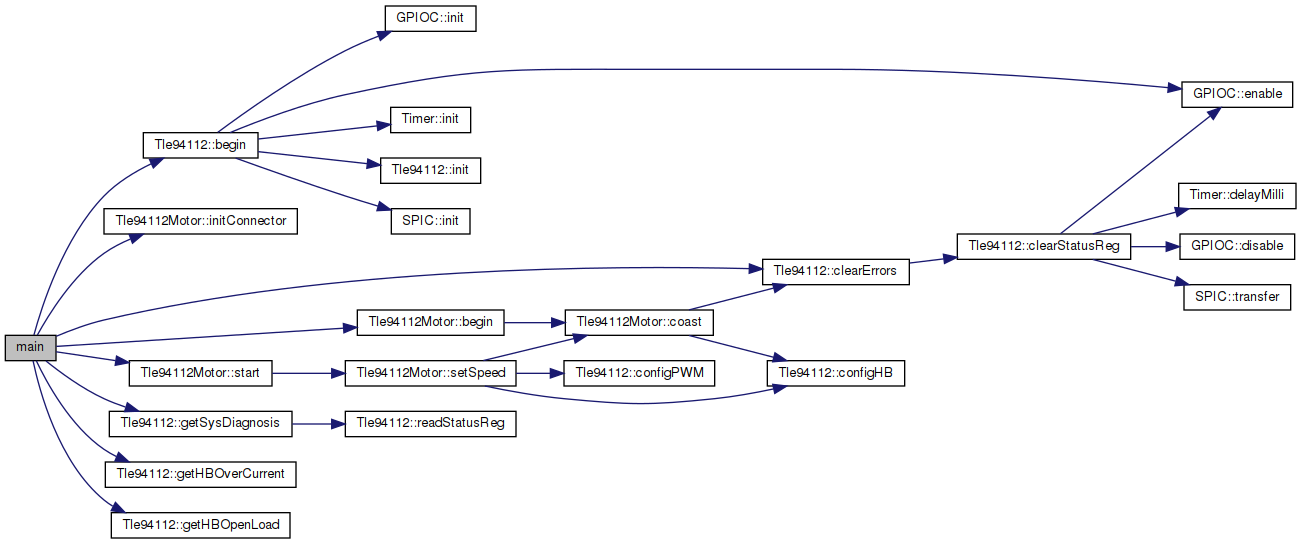 GPIOC::init
GPIOC::enable
Timer::init
Tle94112::begin
Tle94112::init
Timer::delayMilli
Tle94112Motor::initConnector
SPIC::init
Tle94112::clearStatusReg
GPIOC::disable
Tle94112::clearErrors
SPIC::transfer
Tle94112Motor::begin
Tle94112Motor::coast
main
Tle94112Motor::start
Tle94112Motor::setSpeed
Tle94112::configPWM
Tle94112::configHB
Tle94112::getSysDiagnosis
Tle94112::readStatusReg
Tle94112::getHBOverCurrent
Tle94112::getHBOpenLoad